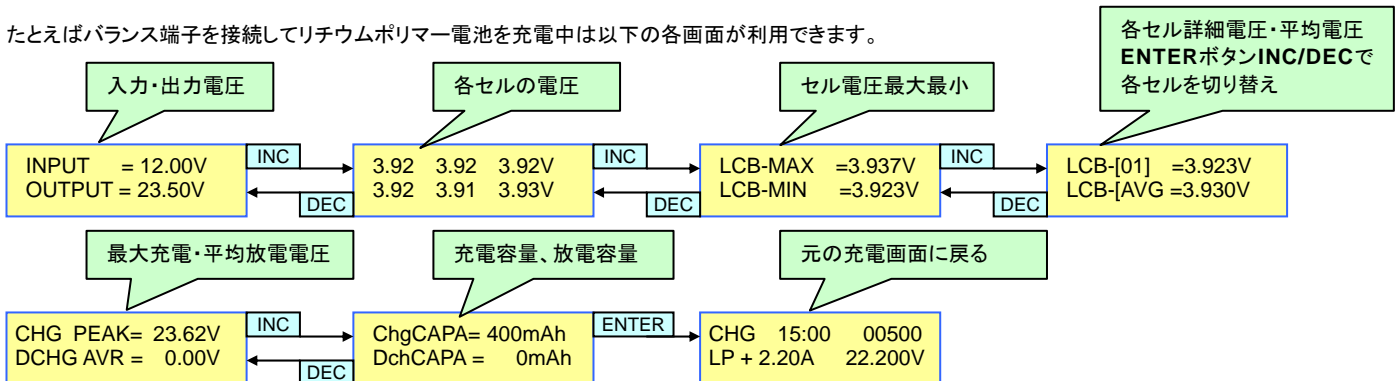 たとえばバランス端子を接続してリチウムポリマー電池を充電中は以下の各画面が利用できます。
入力・出力電圧
各セルの電圧
セル電圧最大最小
各セル詳細電圧・平均電圧
ENTERボタンINC/DECで
各セルを切り替え
INPUT = 12.00V
OUTPUT = 23.50V
INC
DEC
3.92 3.92 3.92V
3.92 3.91 3.93V
INC
DEC
LCB-MAX =3.937V
LCB-MIN =3.923V
INC
DEC
LCB-[01] =3.923V
LCB-[AVG =3.930V
最大充電・平均放電電圧
充電容量、放電容量
元の充電画面に戻る
CHG PEAK= 23.62V
DCHG AVR = 0.00V
INC
DEC
ChgCAPA= 400mAh
DchCAPA = 0mAh
ENTER
CHG 15:00 00500
LP + 2.20A 22.200V